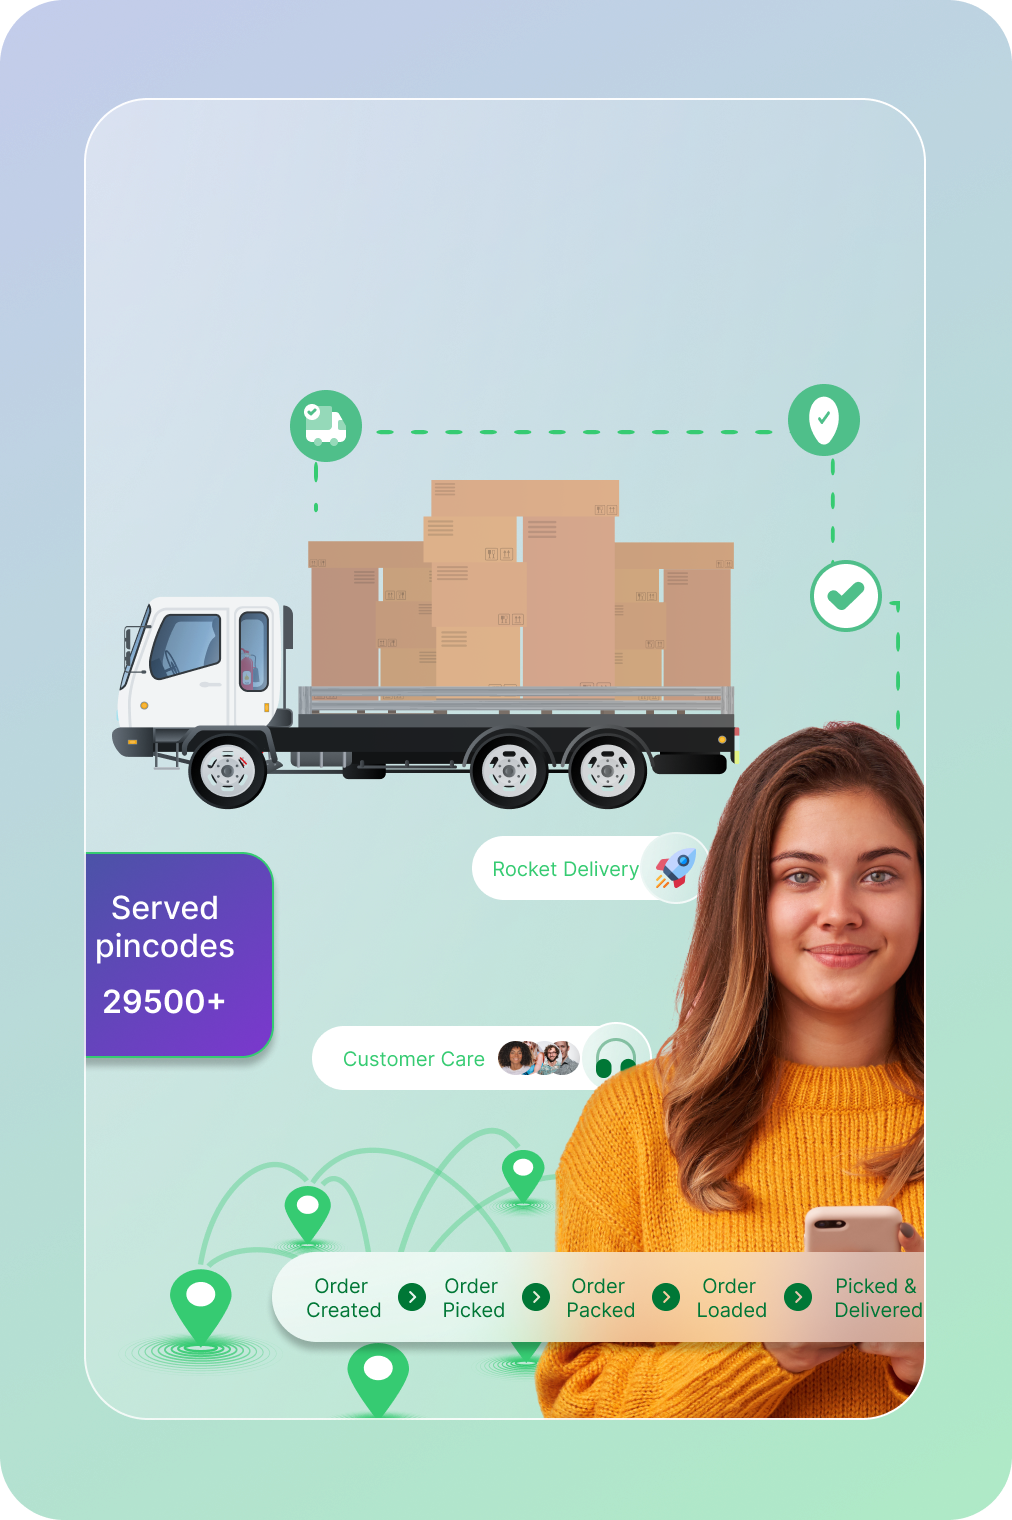 Rocket Delivery
Served
pincodes
29500+
Customer Care
Order
Created
Order
Picked
Order
Packed
Order
Loaded
Picked &
Delivered